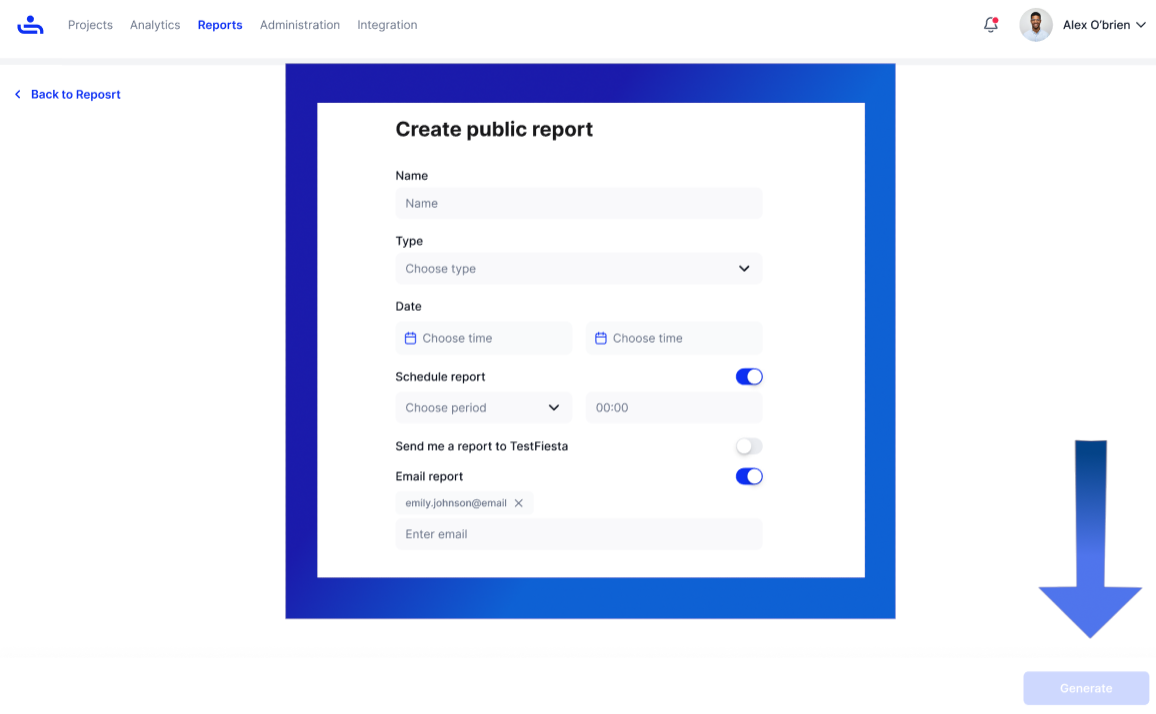 Projects Analytics Reports Administration Integration Alex O'brien
Back to Reposrt
Create public report
Name
Name
Type
Choose type
Date
Choose time Choose time
Schedule report
Choose period 00:00
Send me a report to TestFiesta
Email report
emily.johnson@email
Enter email
Generate